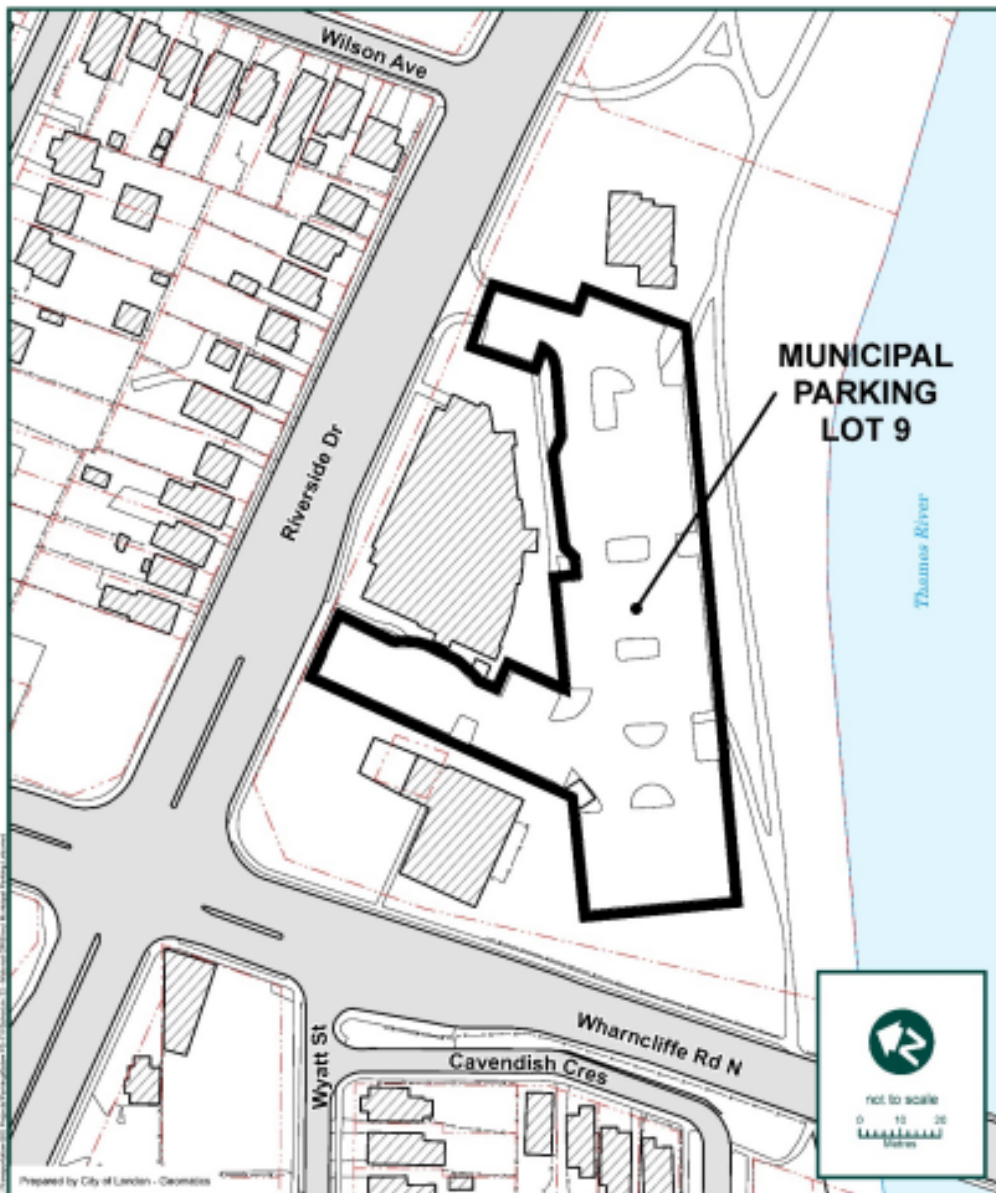 Wilson Ave
MUNICIPAL
PARKING
LOT 9
Riverside Dr
Thames River
Wharncliffe Rd N
Wyatt St
Cavendish Cres
N
not to scale
0 10 20
Metres
Prepared by City of London - Geomatics